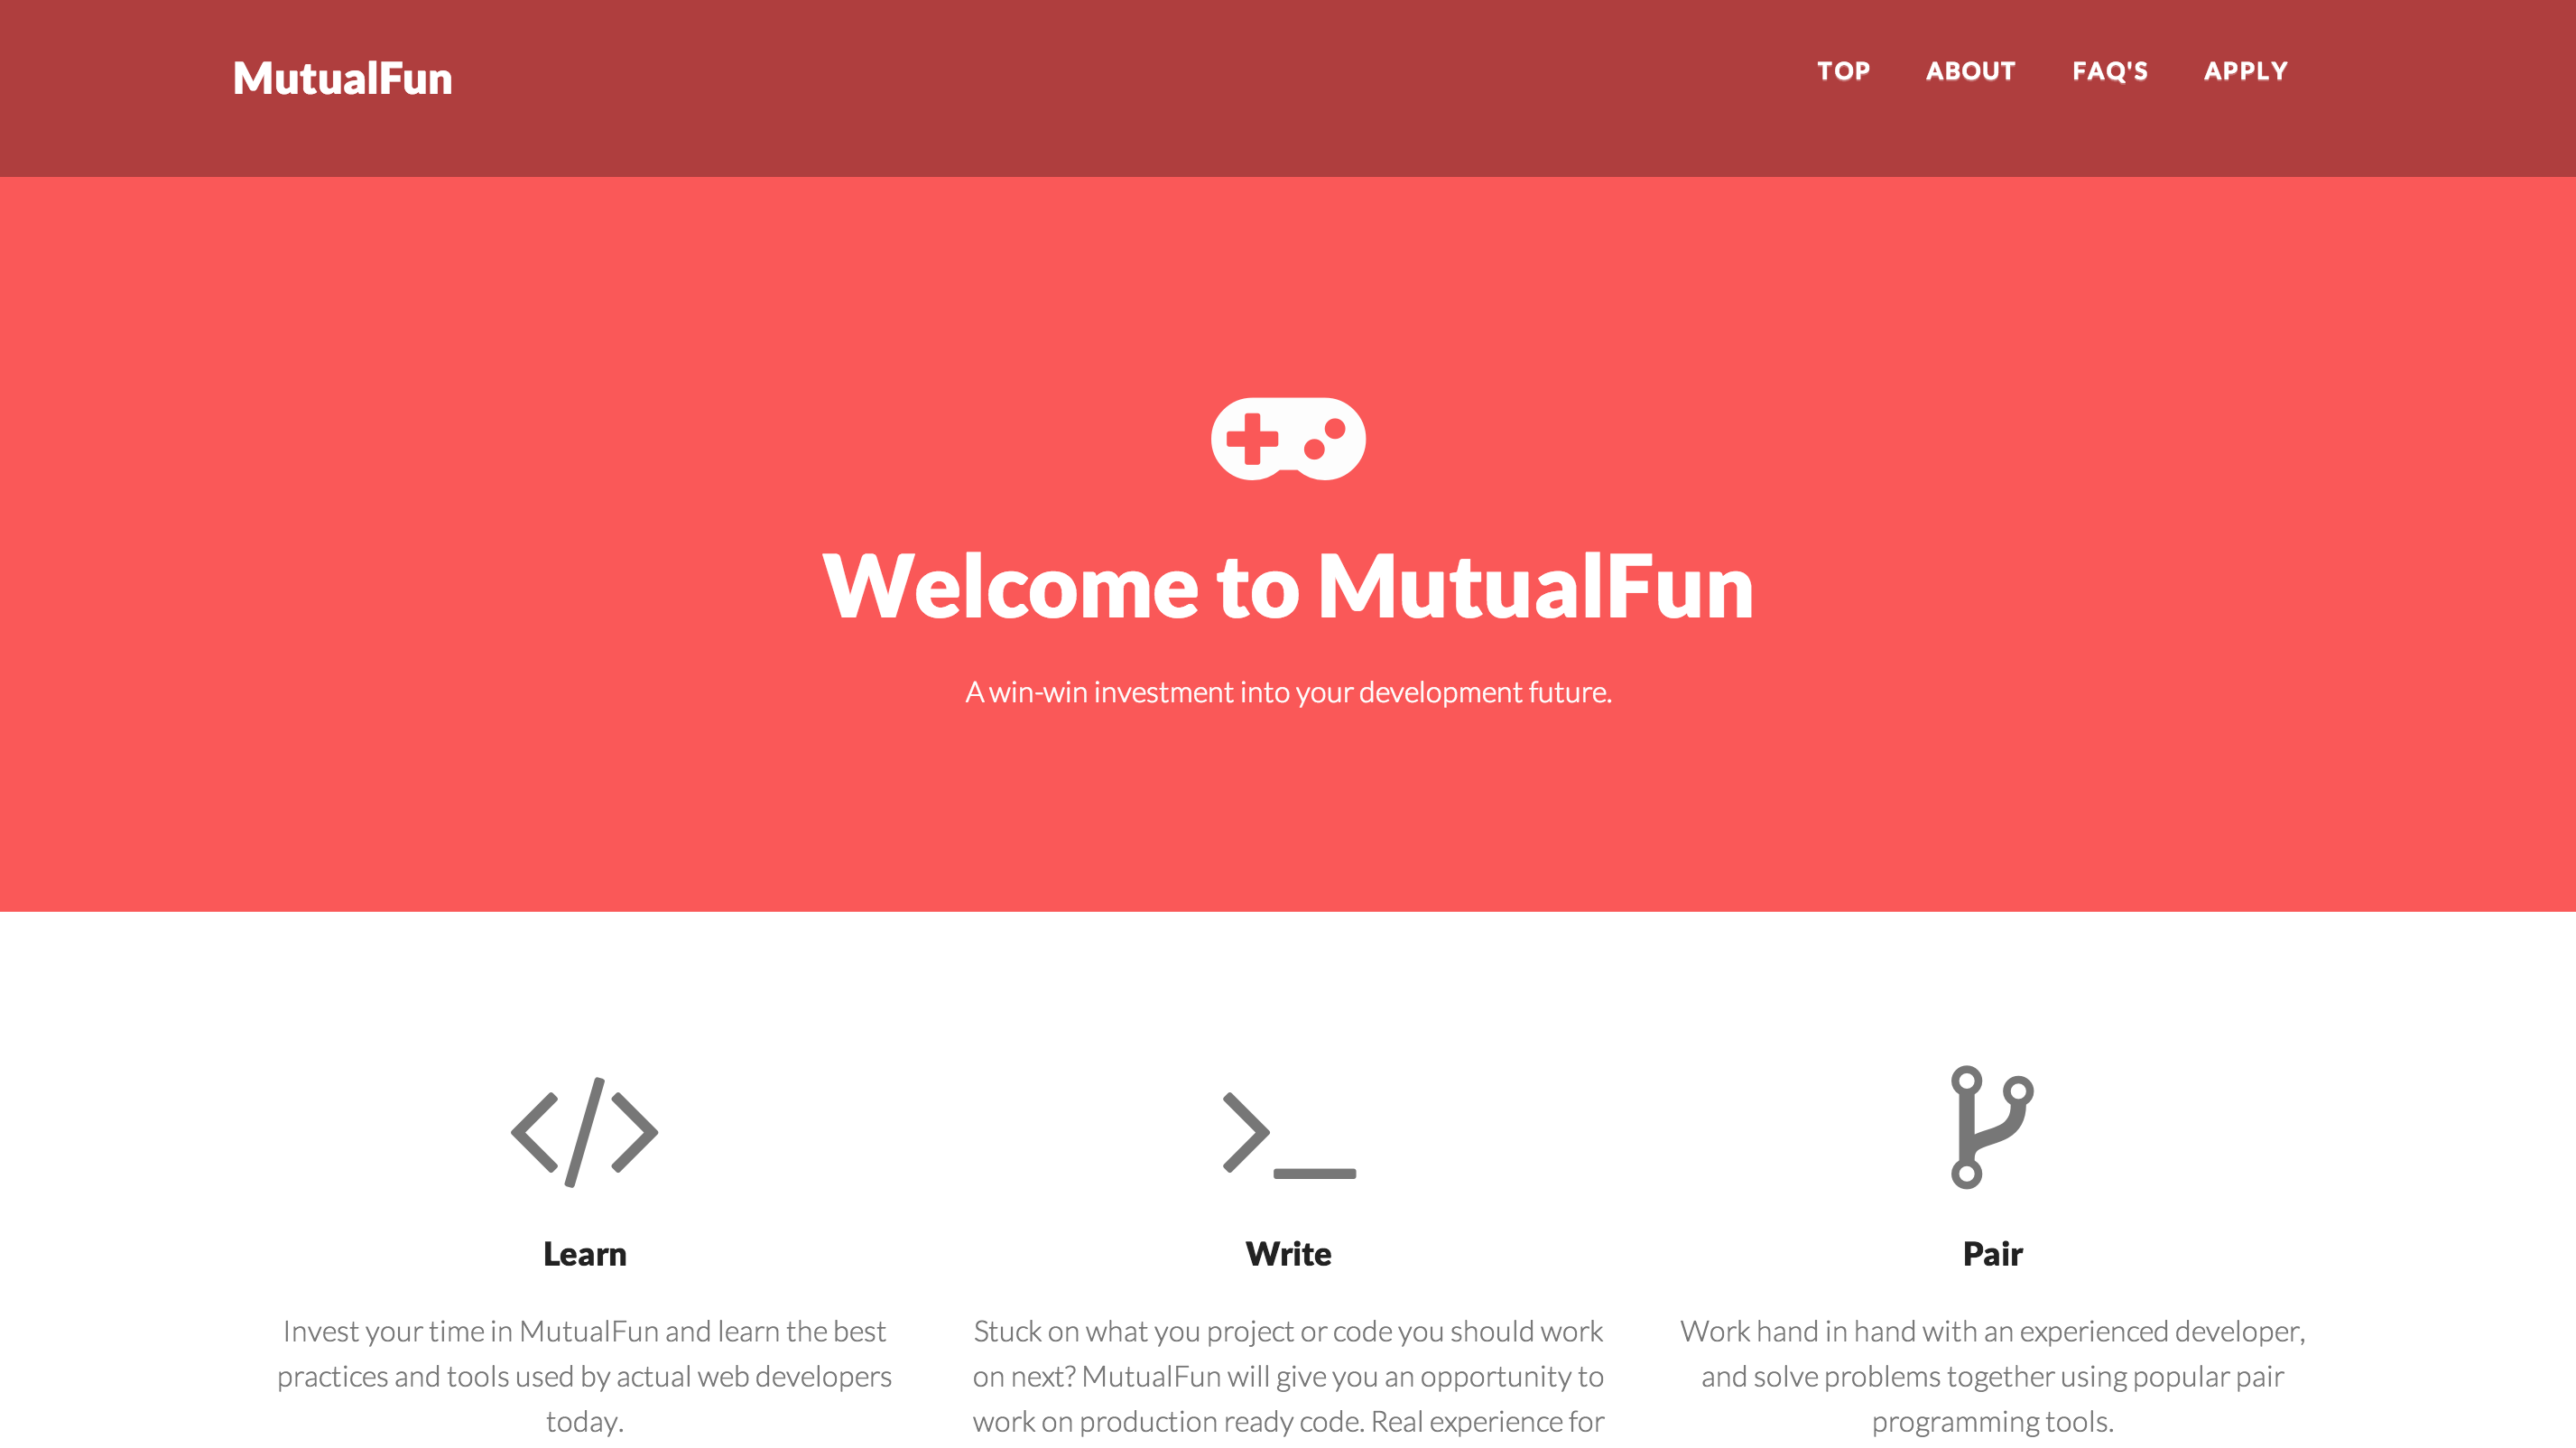 MutualFun
TOP ABOUT FAQ'S APPLY
Welcome to MutualFun
A win-win investment into your development future.
Learn
Invest your time in MutualFun and learn the best
practices and tools used by actual web developers
today.
Write
Stuck on what you project or code you should work
on next? MutualFun will give you an opportunity to
work on production ready code. Real experience for
Pair
Work hand in hand with an experienced developer,
and solve problems together using popular pair
programming tools.